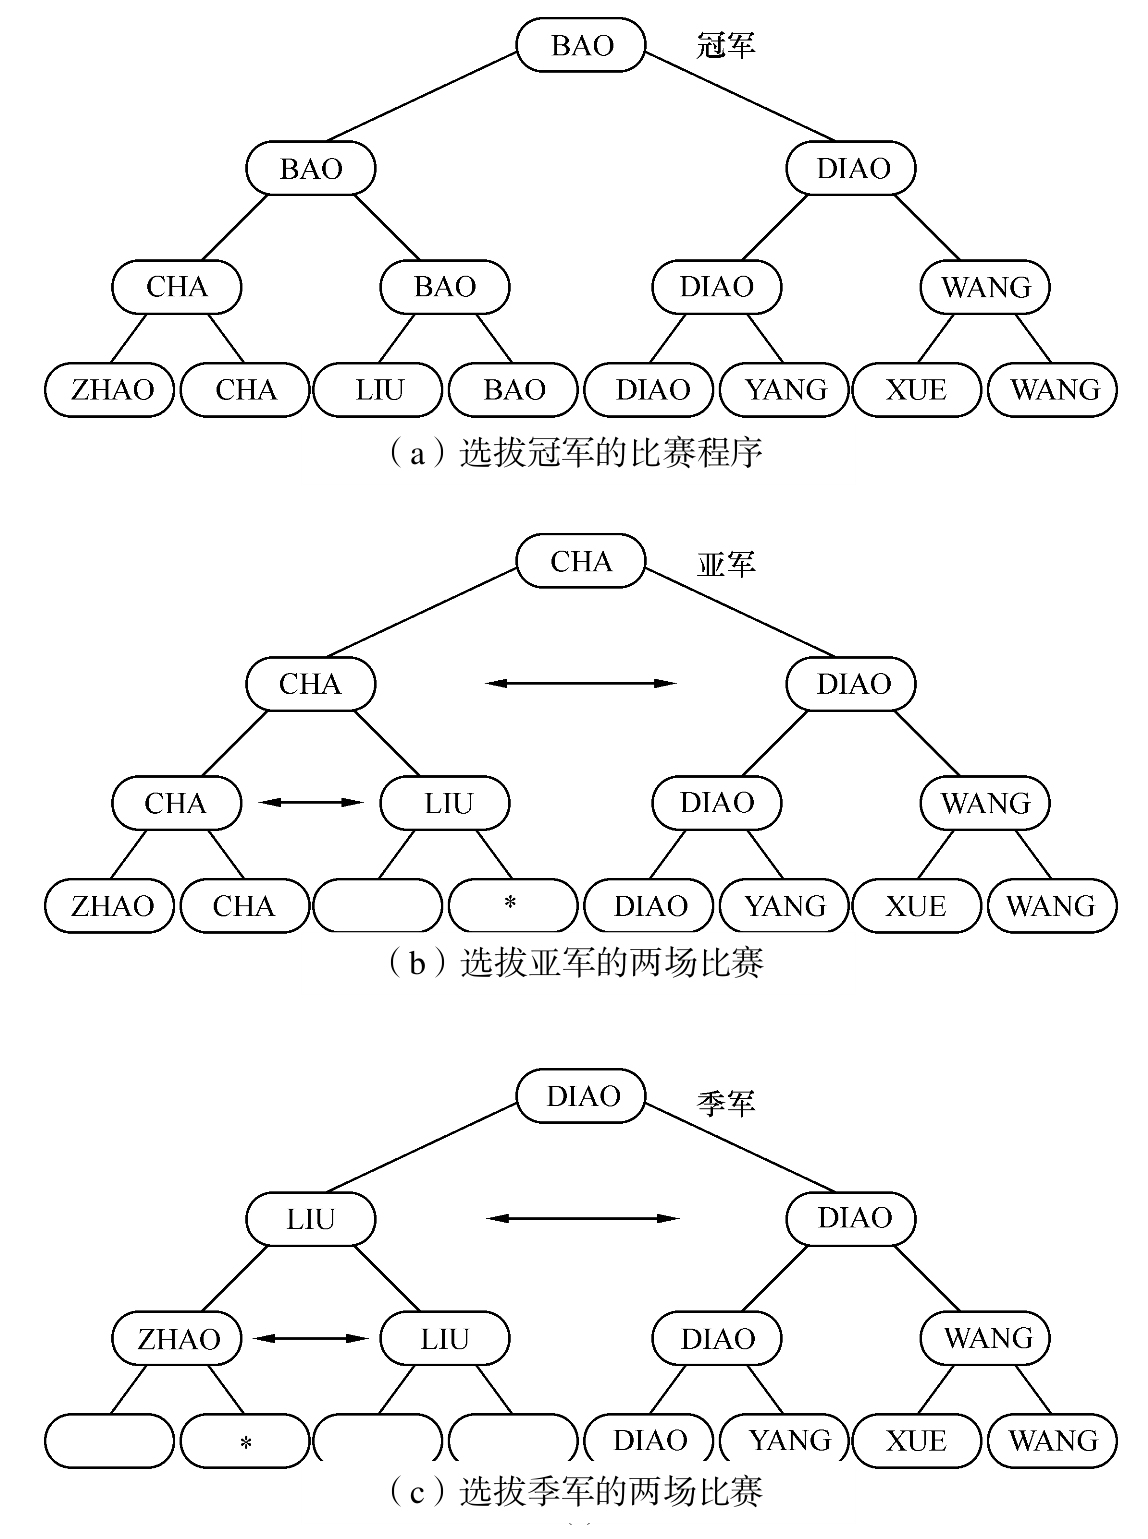 BAO 冠军
BAO DIAO
CHA BAO DIAO WANG
ZHAO CHA LIU BAO DIAO YANG XUE WANG
（a）选拔冠军的比赛程序
CHA 亚军
CHA DIAO
CHA LIU DIAO WANG
ZHAO CHA * DIAO YANG XUE WANG
（b）选拔亚军的两场比赛
DIAO 季军
LIU DIAO
ZHAO LIU DIAO WANG
* DIAO YANG XUE WANG
（c）选拔季军的两场比赛